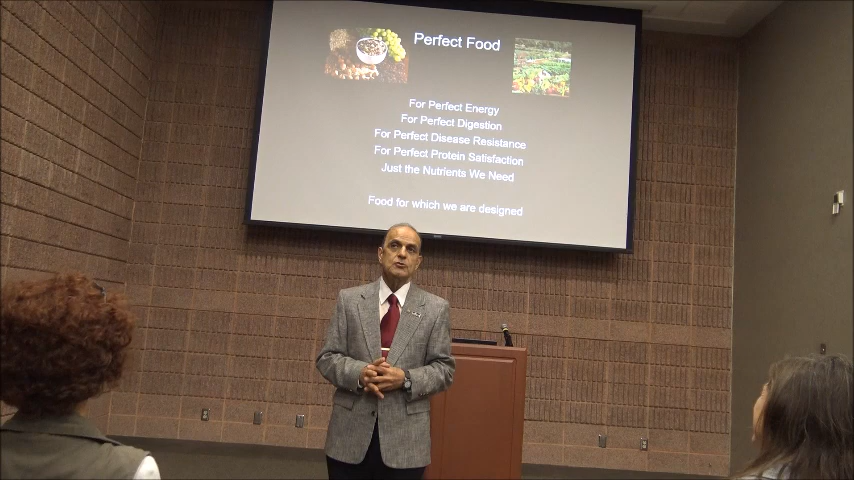 Perfect Food
For Perfect Energy
For Perfect Digestion
For Perfect Disease Resistance
For Perfect Protein Satisfaction
Just the Nutrients We Need
Food for which we are designed